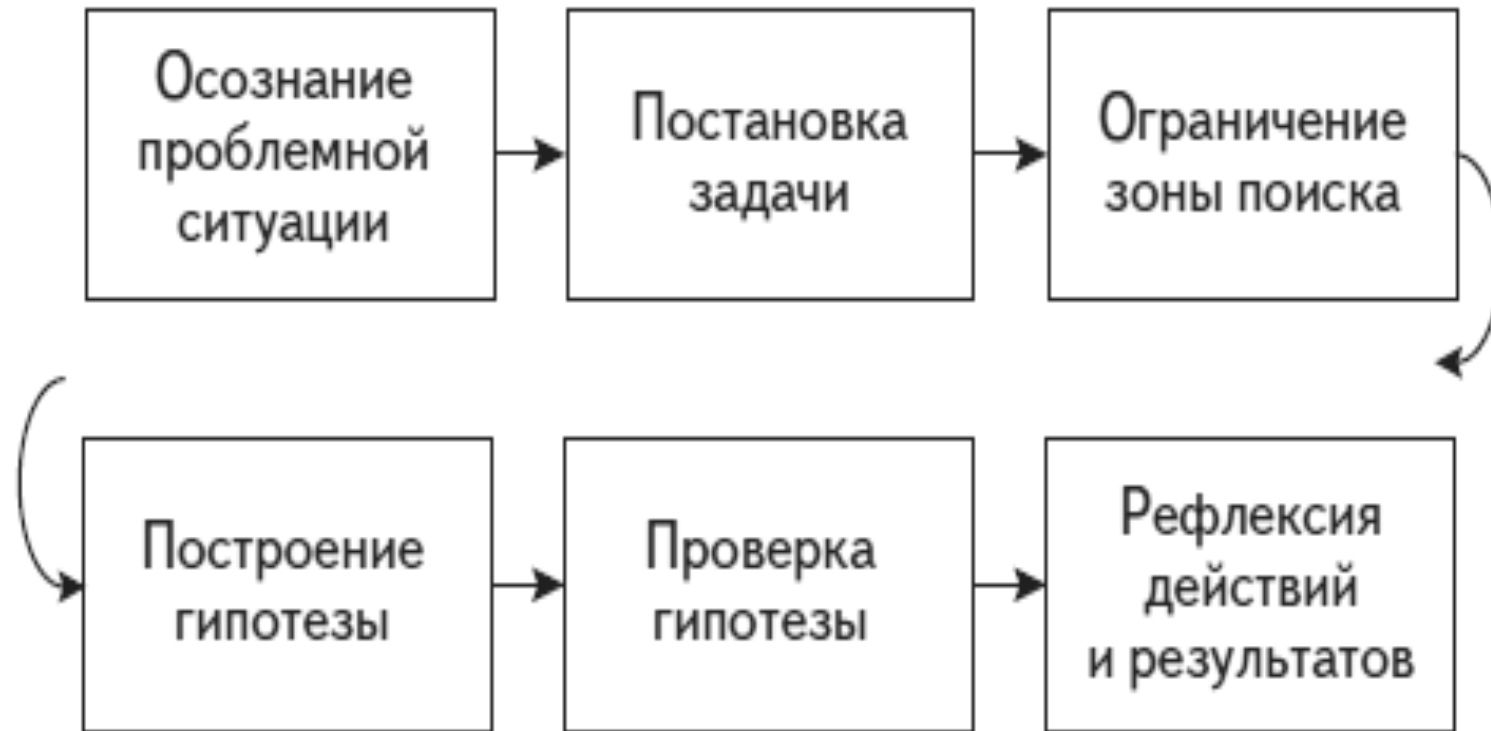 Осознание
проблемной
ситуации
Постановка
задачи
Ограничение
зоны поиска
Построение
гипотезы
Проверка
гипотезы
Рефлексия
действий
и результатов